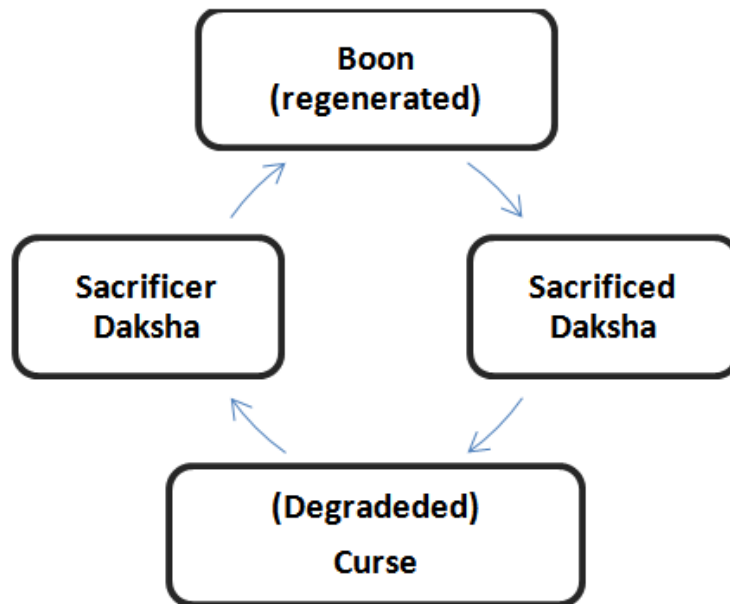 Boon
(regenerated)
Sacrificer
Daksha
Sacrificed
Daksha
(Degradeded)
Curse